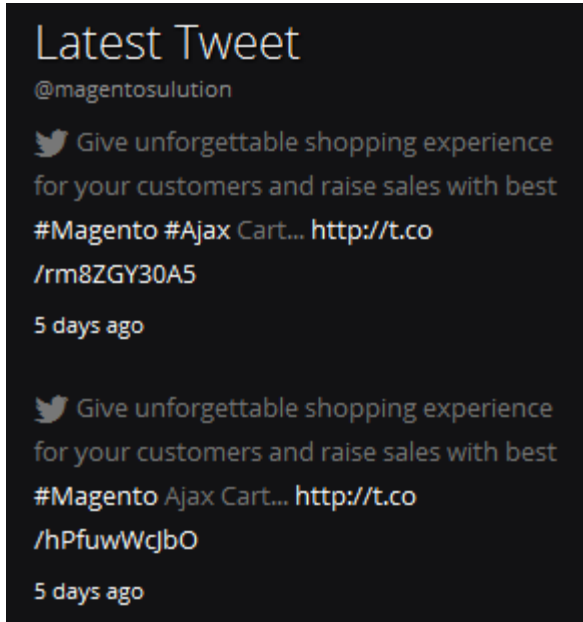 Latest Tweet
@magentosulution
Give unforgettable shopping experience
for your customers and raise sales with best
#Magento #Ajax Cart... http://t.co
/rm8ZGY30A5
5 days ago
Give unforgettable shopping experience
for your customers and raise sales with best
#Magento Ajax Cart... http://t.co
/hPfuwWcJbO
5 days ago